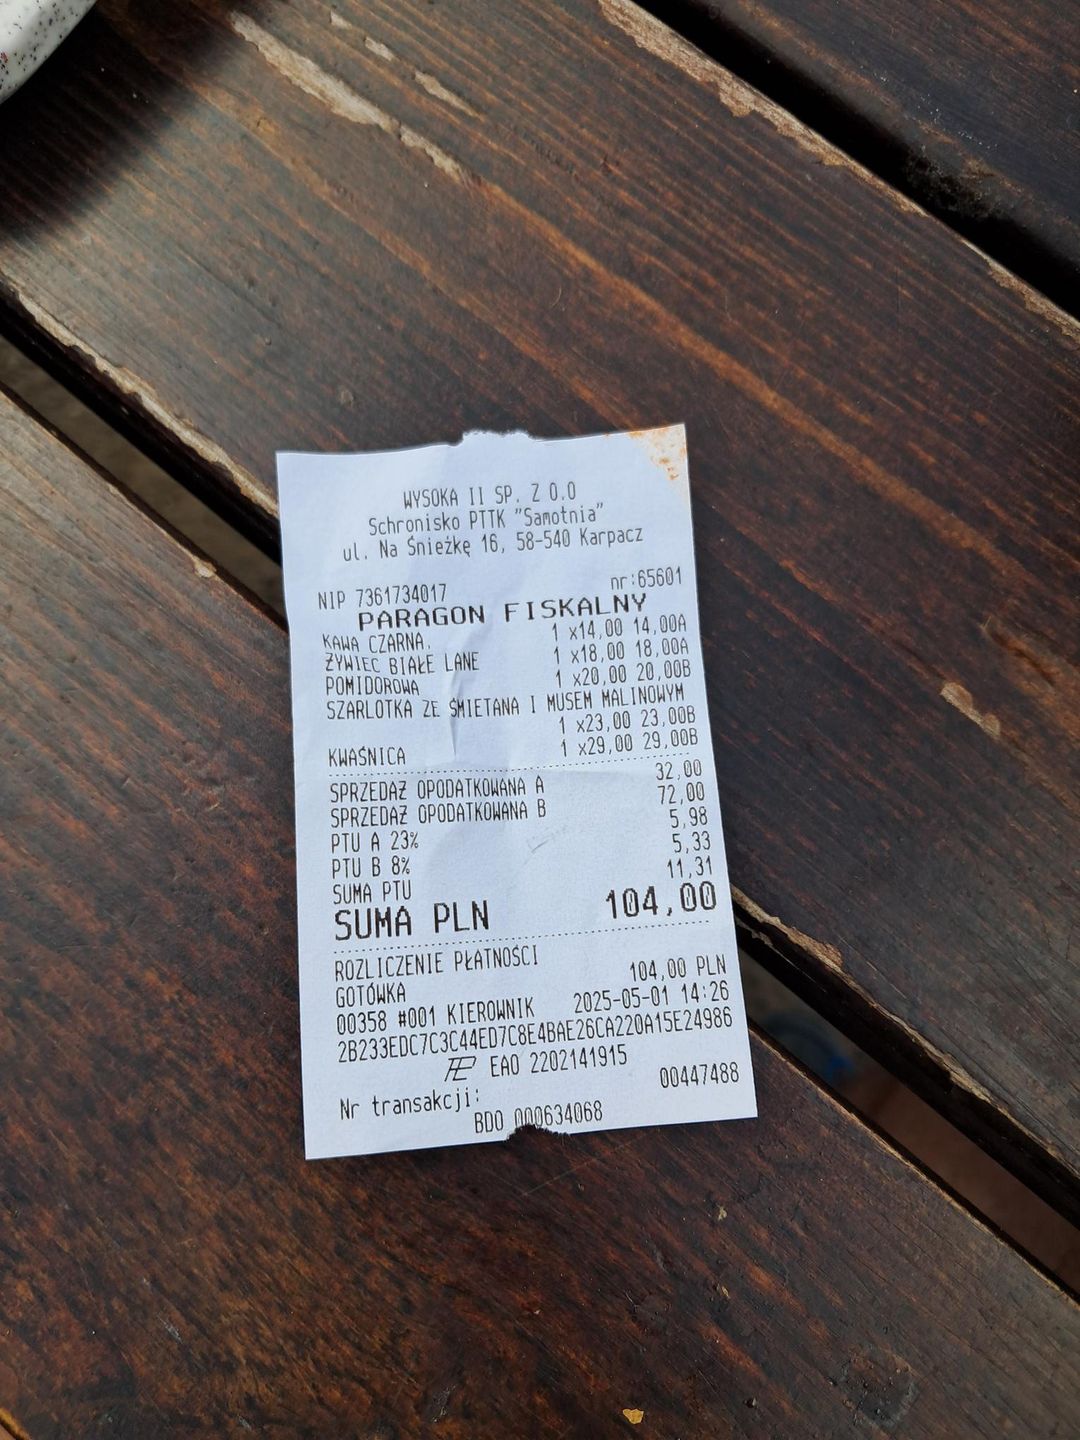 WYSOKA II SP. Z O.O
Schronisko PTTK "Samotnia"
ul. Na Śnieżkę 16, 58-540 Karpacz
NIP 7361734017 nr:65601
PARAGON FISKALNY
KAWA CZARNA. 1 x14,00 14,00A
ŻYWIEC BIAŁE LANE 1 x18,00 18,00A
POMIDOROWA 1 x20,00 20,00B
SZARLOTKA ZE ŚMIETANA I MUSEM MALINOWYM
1 x23,00 23,00B
KWAŚNICA 1 x29,00 29,00B
SPRZEDAŻ OPODATKOWANA A 32,00
SPRZEDAŻ OPODATKOWANA B 72,00
PTU A 23% 5,98
PTU B 8% 5,33
SUMA PTU 11,31
SUMA PLN 104,00
ROZLICZENIE PŁATNOŚCI
GOTÓWKA 104,00 PLN
00358 #001 KIEROWNIK 2025-05-01 14:26
2B233EDC7C3C44ED7C8E4BAE26CA220A15E24986
EAO 2202141915
Nr transakcji: 00447488
BDO 000634068